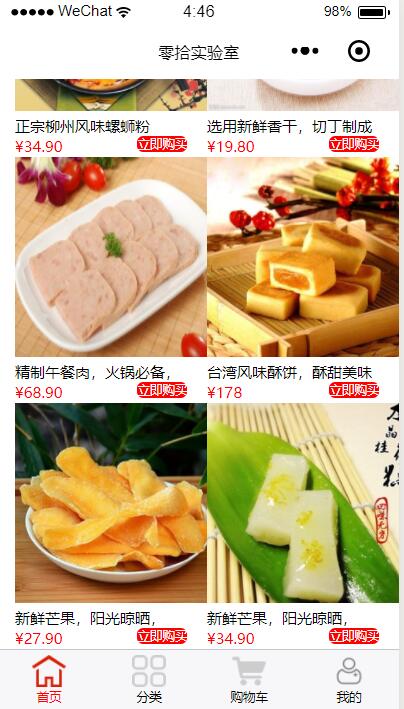 WeChat 4:46 98%
零拾实验室
正宗柳州风味螺蛳粉 选用新鲜香干，切丁制成
¥34.90 立即购买 ¥19.80 立即购买
精制午餐肉，火锅必备， 台湾风味酥饼，酥甜美味
¥68.90 立即购买 ¥178 立即购买
晶
桂
糕
新鲜芒果，阳光晾晒， 新鲜芒果，阳光晾晒，
¥27.90 立即购买 ¥34.90 立即购买
首页 分类 购物车 我的